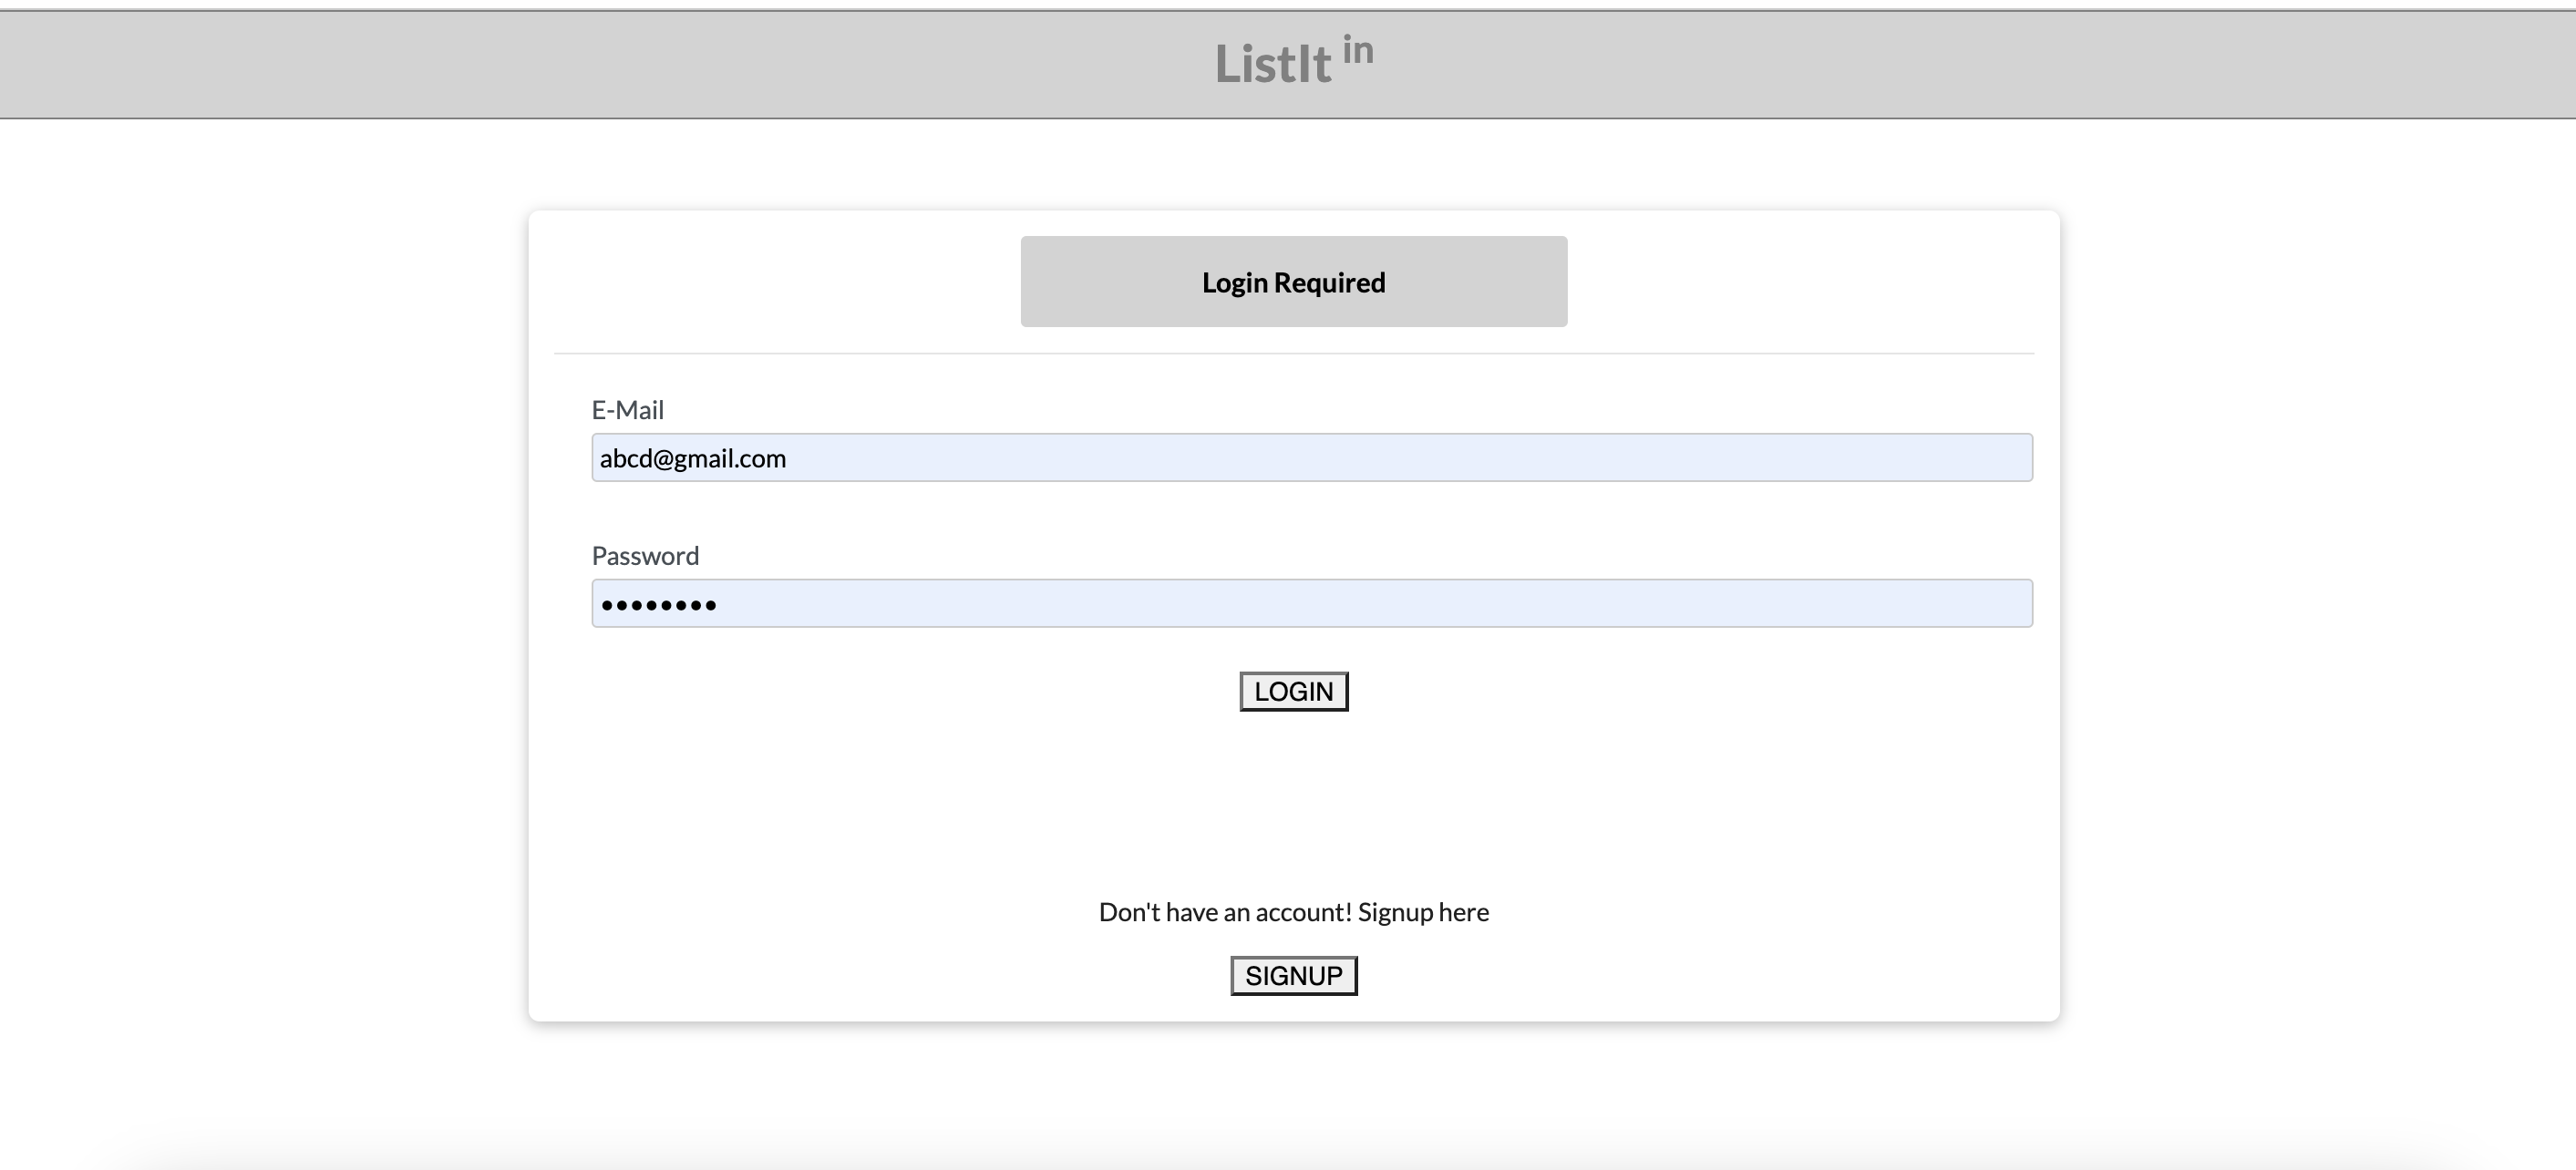 ListIt in
Login Required
E-Mail
abcd@gmail.com
Password
••••••••
LOGIN
Don't have an account! Signup here
SIGNUP